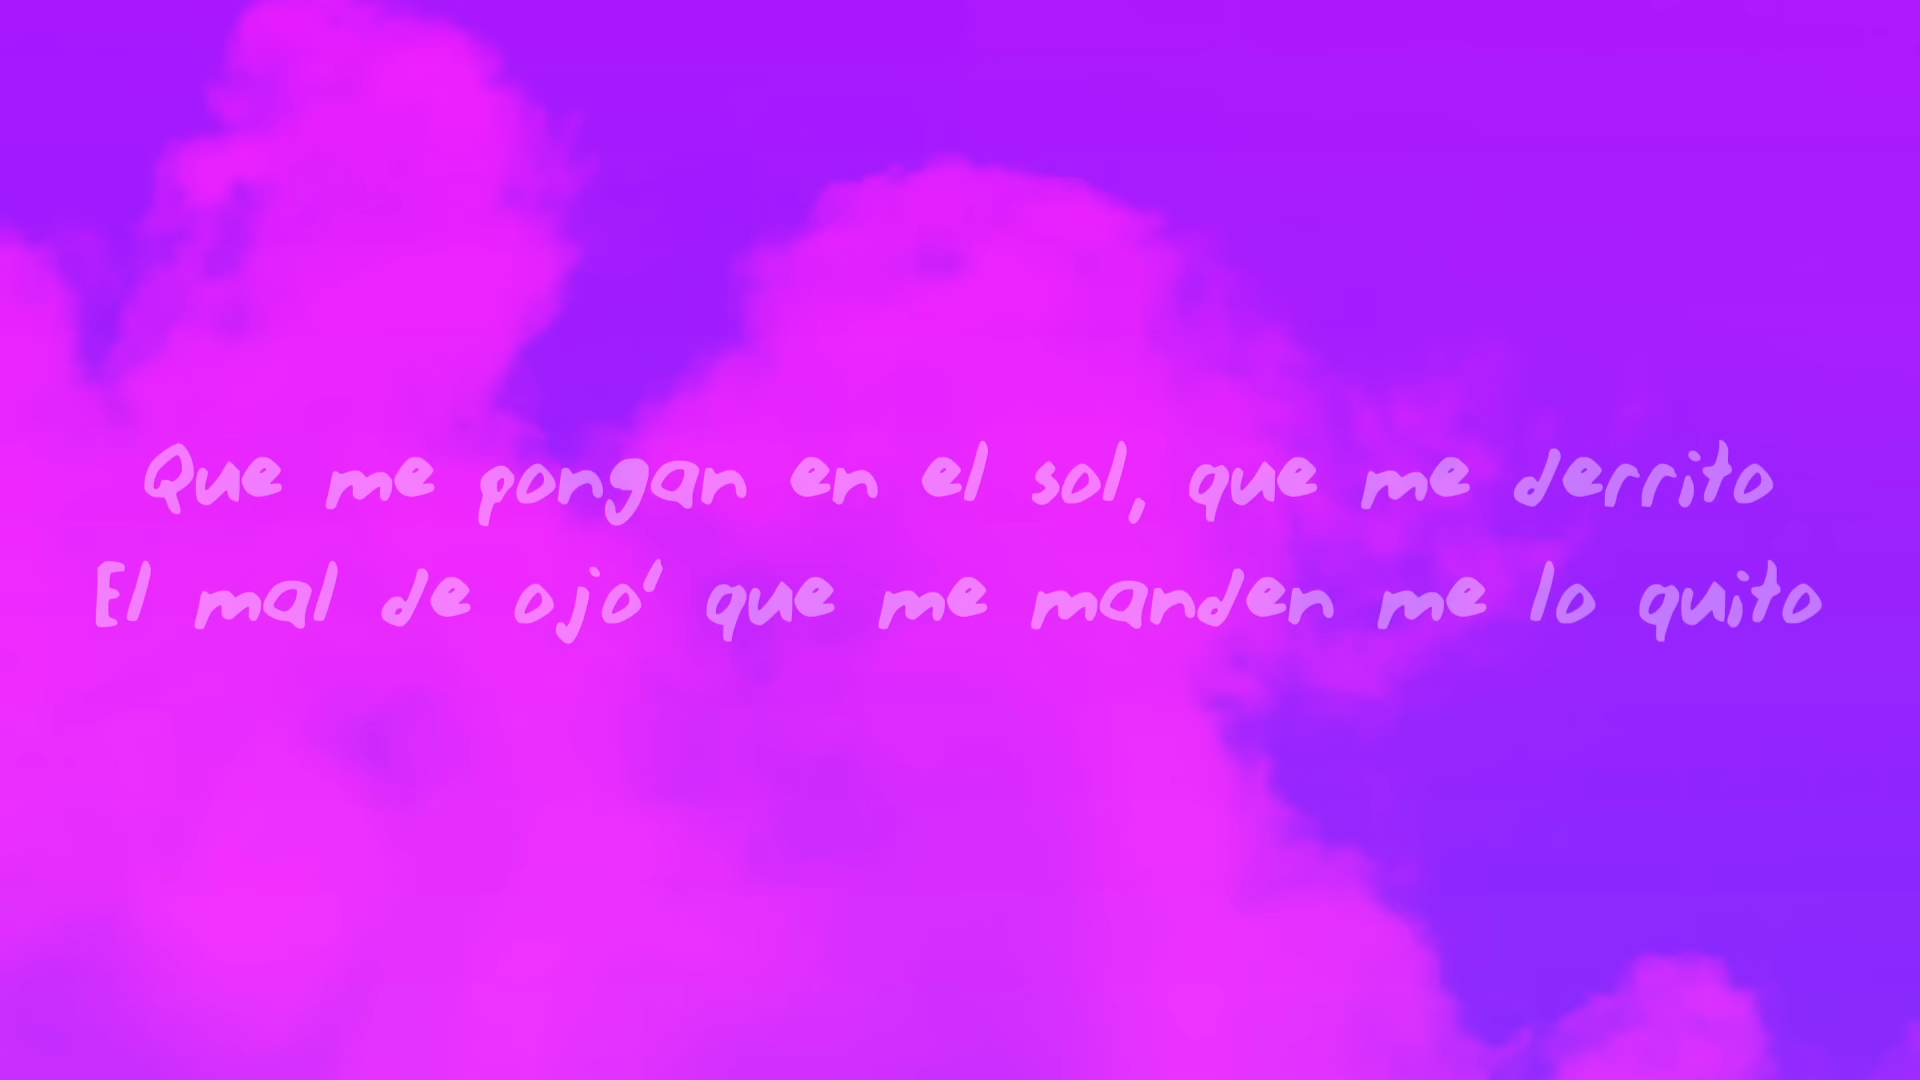 Que me pongan en el sol, que me derrito
El mal de ojo' que me manden me lo quito